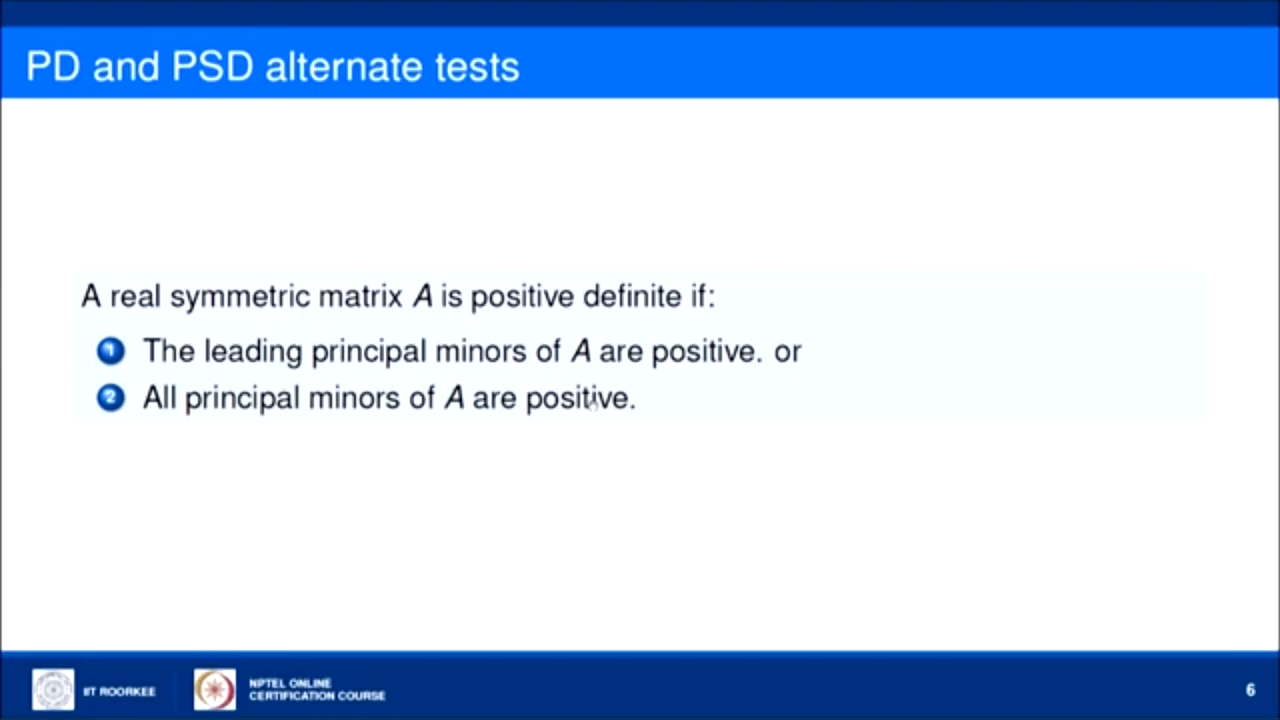 PD and PSD alternate tests
A real symmetric matrix A is positive definite if:
1 The leading principal minors of A are positive. or
2 All principal minors of A are positive.
IIT ROORKEE
NPTEL ONLINE
CERTIFICATION COURSE
6